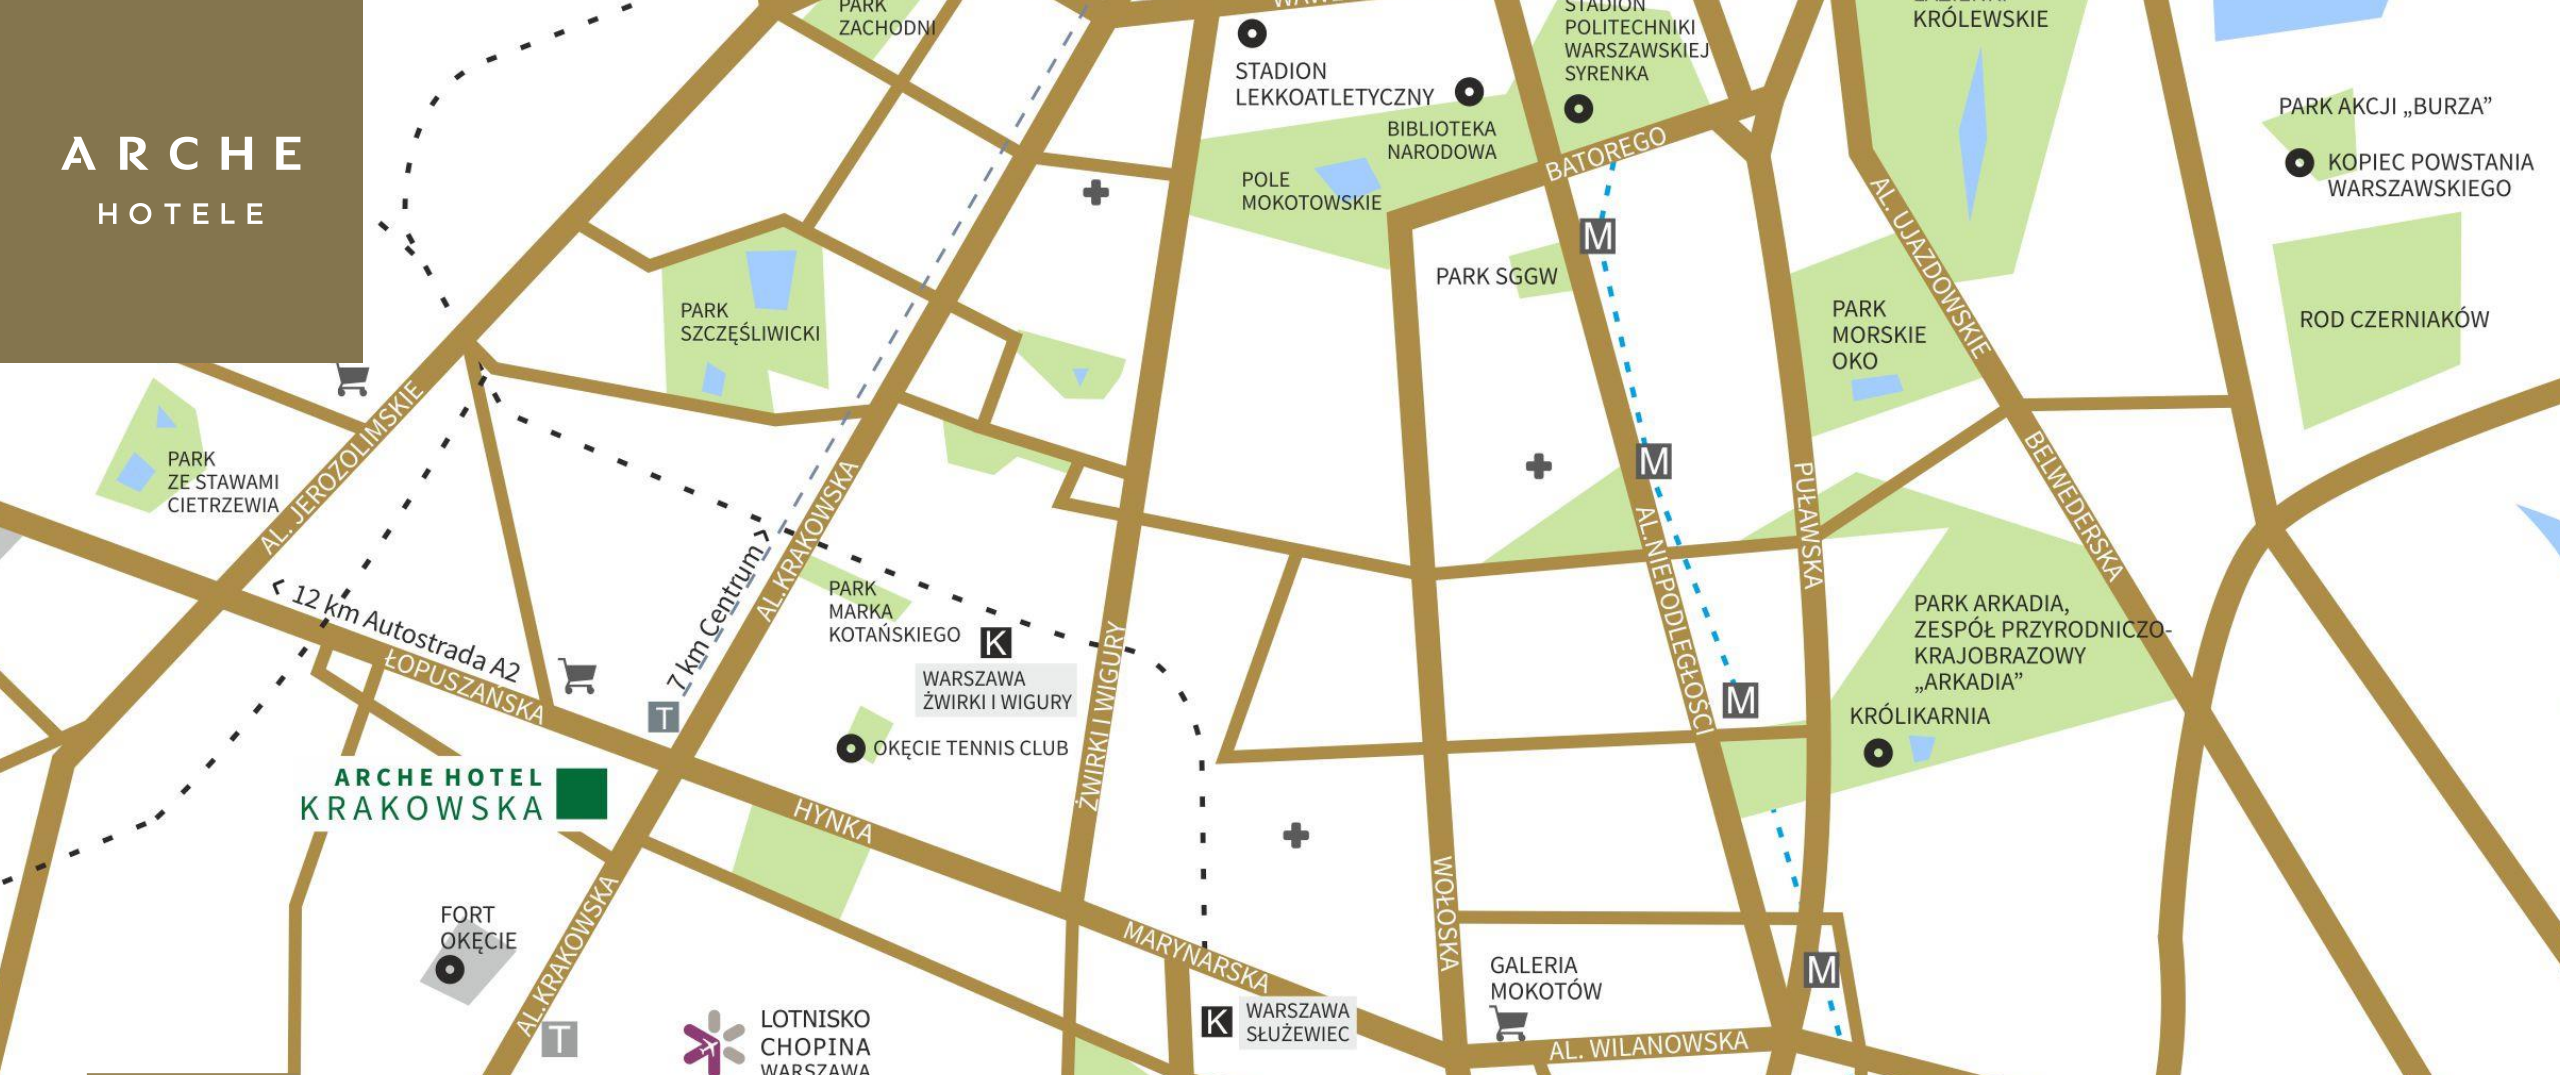 ARCHE
HOTELE
PARK
ZACHODNI
STADION
LEKKOATLETYCZNY
STADION
POLITECHNIKI
WARSZAWSKIEJ
SYRENKA
KRÓLEWSKIE
BIBLIOTEKA
NARODOWA
POLE
MOKOTOWSKIE
BATOREGO
PARK AKCJI „BURZA”
KOPIEC POWSTANIA
WARSZAWSKIEGO
AL. UJAZDOWSKIE
M
PARK SGGW
PARK
SZCZĘŚLIWICKI
PARK
MORSKIE
OKO
ROD CZERNIAKÓW
AL. JEROZOLIMSKIE
PARK
ZE STAWAMI
CIETRZEWIA
AL.KRAKOWSKA
M
PUŁAWSKA
BELWEDERSKA
AL.NIEPODLEGŁOŚCI
< 12 km Autostrada A2
ŁOPUSZAŃSKA
7 km Centrum >
PARK
MARKA
KOTAŃSKIEGO
K
WARSZAWA
ŻWIRKI I WIGURY
ŻWIRKI I WIGURY
PARK ARKADIA,
ZESPÓŁ PRZYRODNICZO-
KRAJOBRAZOWY
„ARKADIA”
M
KRÓLIKARNIA
T
OKĘCIE TENNIS CLUB
ARCHE HOTEL
KRAKOWSKA
HYNKA
WOŁOSKA
FORT
OKĘCIE
AL.KRAKOWSKA
MARYNARSKA
GALERIA
MOKOTÓW
M
T
LOTNISKO
CHOPINA
WARSZAWA
K
WARSZAWA
SŁUŻEWIEC
AL. WILANOWSKA